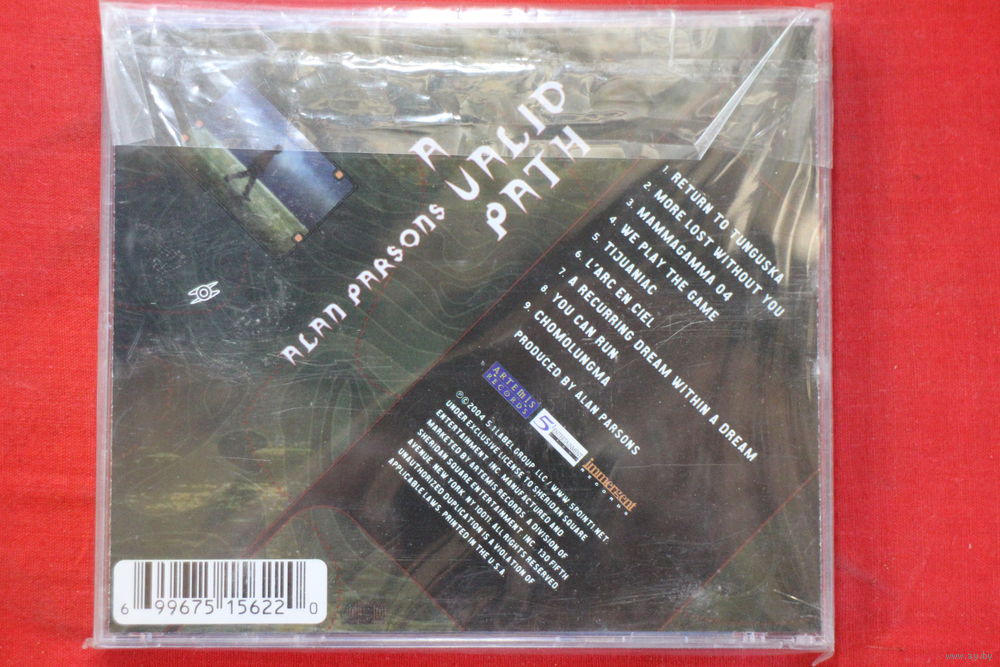 A
VALID
PATH
ALAN PARSONS
1. RETURN TO TUNGUSKA
2. MORE LOST WITHOUT YOU
3. MAMMAGAMMA 04
4. WE PLAY THE GAME
5. TIJUANIAC
6. L'ARC EN CIEL
7. A RECURRING DREAM WITHIN A DREAM
8. YOU CAN RUN
9. CHOMOLUNGMA
PRODUCED BY ALAN PARSONS
ARTEMIS
RECORDS
5.1
immergent
℗©2004 5.1 LABEL GROUP, LLC / WWW.5POINT1.NET.
UNDER EXCLUSIVE LICENSE TO SHERIDAN SQUARE
ENTERTAINMENT, INC. MANUFACTURED AND
MARKETED BY ARTEMIS RECORDS, A DIVISION OF
SHERIDAN SQUARE ENTERTAINMENT, INC. 130 FIFTH
AVENUE, NEW YORK, NY 10011. ALL RIGHTS RESERVED.
UNAUTHORIZED DUPLICATION IS A VIOLATION OF
APPLICABLE LAWS. PRINTED IN THE U.S.A.
6 99675 15622 0
www.ay.by